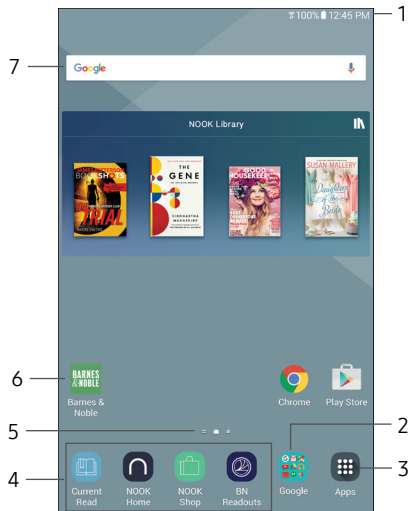 100% 12:45 PM
1
7
Google
NOOK Library
BOOKSHOTS
THE TRIAL
THE
GENE
SIDDHARTHA
MUKHERJEE
GOOD
HOUSEKEEPING
SUSAN MALLERY
Daughters
of the
Bride
6
BARNES
&NOBLE
Barnes &
Noble
Chrome
Play Store
5
2
4
3
Current
Read
NOOK
Home
NOOK
Shop
BN
Readouts
Google
Apps